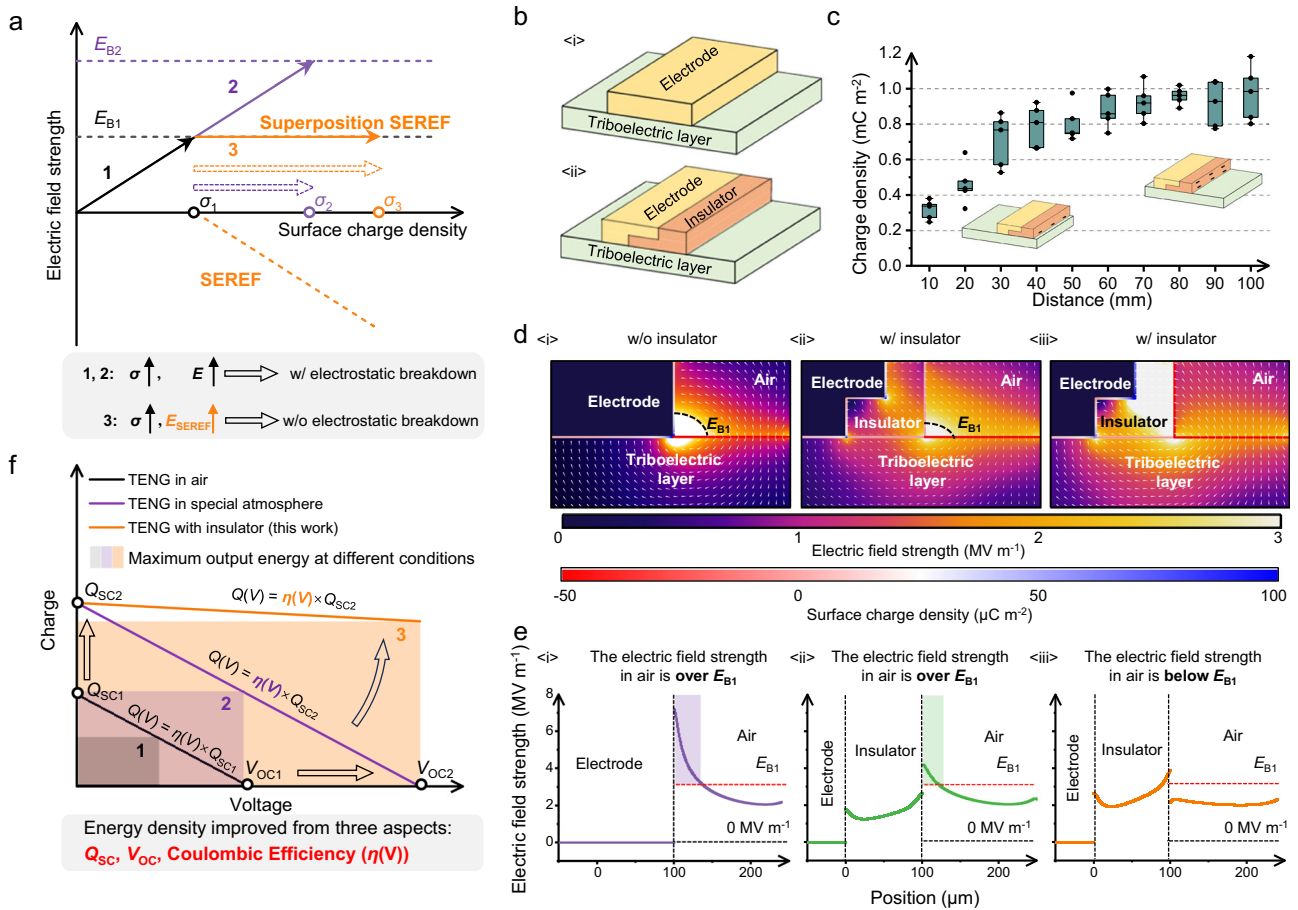 a
Electric field strength
E_B2
E_B1
1
2
Superposition SEREF
3
σ1
σ2
σ3
Surface charge density
SEREF
1, 2: σ , E w/ electrostatic breakdown
3: σ , E_SEREF w/o electrostatic breakdown
b
<i>
Electrode
Triboelectric layer
<ii>
Electrode
Insulator
Triboelectric layer
c
Charge density (mC m⁻²)
1.2
1.0
0.8
0.6
0.4
0.2
0.0
10 20 30 40 50 60 70 80 90 100
Distance (mm)
d
<i> w/o insulator
Electrode
Air
E_B1
Triboelectric
layer
<ii> w/ insulator
Electrode
Air
Insulator
E_B1
Triboelectric
layer
<iii> w/ insulator
Electrode
Air
Insulator
Triboelectric
layer
0 1 2 3
Electric field strength (MV m⁻¹)
-50 0 50 100
Surface charge density (μC m⁻²)
e
Electric field strength (MV m⁻¹)
<i> The electric field strength
in air is over E_B1
8
6
4
2
0
Electrode
Air
E_B1
0 MV m⁻¹
0 100 200
<ii> The electric field strength
in air is over E_B1
Electrode
Insulator
Air
E_B1
0 MV m⁻¹
0 100 200
<iii> The electric field strength
in air is below E_B1
Electrode
Insulator
Air
E_B1
0 MV m⁻¹
0 100 200
Position (μm)
f
TENG in air
TENG in special atmosphere
TENG with insulator (this work)
Maximum output energy at different conditions
Charge
Q_SC2
Q_SC1
Q(V) = η(V)×Q_SC2
3
Q(V) = η(V)×Q_SC2
2
Q(V) = η(V)×Q_SC1
1
V_OC1
V_OC2
Voltage
Energy density improved from three aspects:
Q_SC, V_OC, Coulombic Efficiency (η(V))